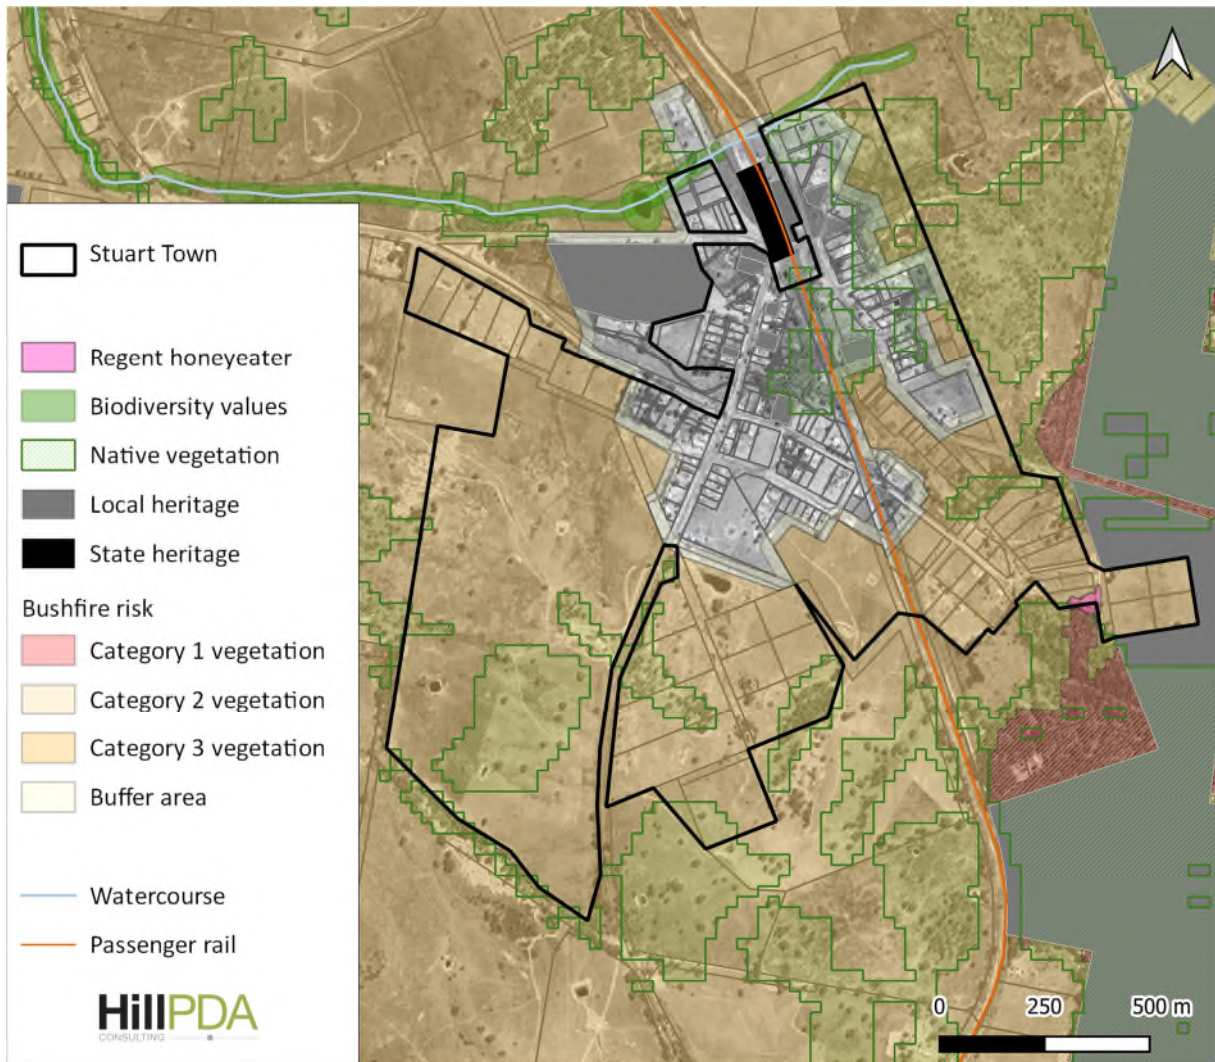 Stuart Town
Regent honeyeater
Biodiversity values
Native vegetation
Local heritage
State heritage
Bushfire risk
Category 1 vegetation
Category 2 vegetation
Category 3 vegetation
Buffer area
Watercourse
Passenger rail
HillPDA
CONSULTING
0 250 500 m